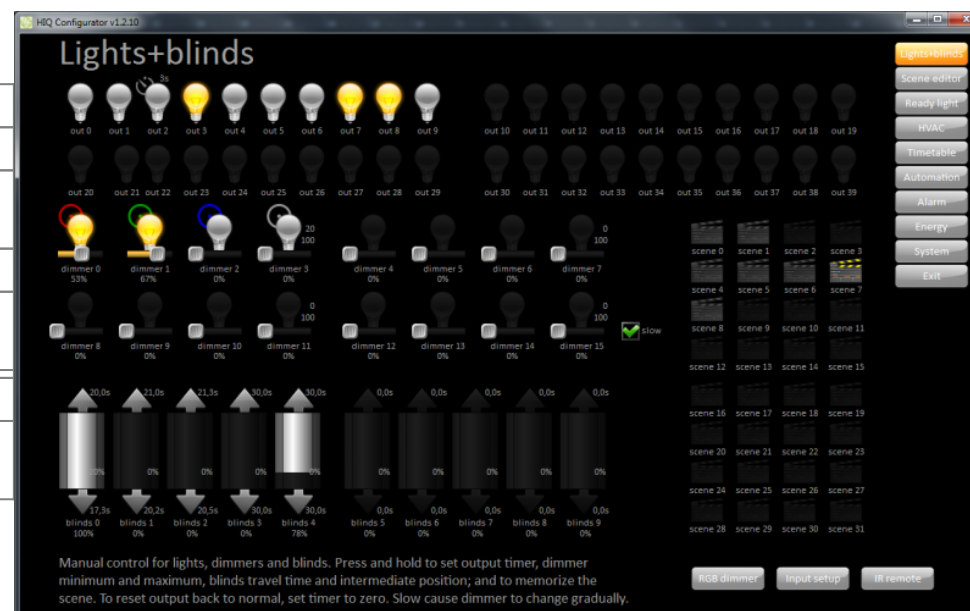 HIQ Configurator v1.2.10
Lights+blinds
3s
out 0 out 1 out 2 out 3 out 4 out 5 out 6 out 7 out 8 out 9 out 10 out 11 out 12 out 13 out 14 out 15 out 16 out 17 out 18 out 19
out 20 out 21 out 22 out 23 out 24 out 25 out 26 out 27 out 28 out 29 out 30 out 31 out 32 out 33 out 34 out 35 out 36 out 37 out 38 out 39
20 0
100 100
dimmer 0 dimmer 1 dimmer 2 dimmer 3 dimmer 4 dimmer 5 dimmer 6 dimmer 7
53% 67% 0% 0% 0% 0% 0% 0%
0 0
100 100
dimmer 8 dimmer 9 dimmer 10 dimmer 11 dimmer 12 dimmer 13 dimmer 14 dimmer 15
0% 0% 0% 0% 0% 0% 0% 0%
slow
20,0s 21,0s 21,3s 30,0s 30,0s 0,0s 0,0s 0,0s 0,0s 0,0s
20% 0% 0% 0% 0% 0% 0% 0% 0% 0%
17,3s 20,2s 20,5s 30,0s 30,0s 0,0s 0,0s 0,0s 0,0s 0,0s
blinds 0 blinds 1 blinds 2 blinds 3 blinds 4 blinds 5 blinds 6 blinds 7 blinds 8 blinds 9
100% 0% 0% 0% 78% 0% 0% 0% 0% 0%
scene 0 scene 1 scene 2 scene 3
scene 4 scene 5 scene 6 scene 7
scene 8 scene 9 scene 10 scene 11
scene 12 scene 13 scene 14 scene 15
scene 16 scene 17 scene 18 scene 19
scene 20 scene 21 scene 22 scene 23
scene 24 scene 25 scene 26 scene 27
scene 28 scene 29 scene 30 scene 31
Lights+blinds
Scene editor
Ready light
HVAC
Timetable
Automation
Alarm
Energy
System
Exit
Manual control for lights, dimmers and blinds. Press and hold to set output timer, dimmer
minimum and maximum, blinds travel time and intermediate position; and to memorize the
scene. To reset output back to normal, set timer to zero. Slow cause dimmer to change gradually.
RGB dimmer Input setup IR remote